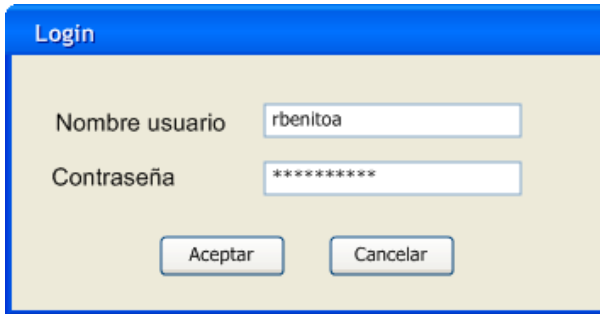 Login
Nombre usuario rbenitoa
Contraseña **********
Aceptar Cancelar